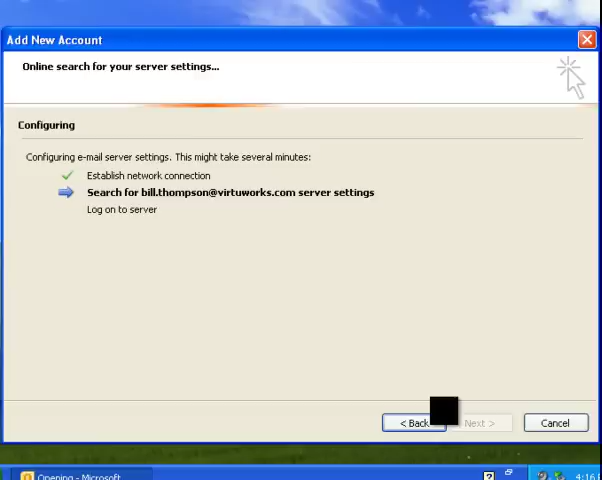 Add New Account
Online search for your server settings...
Configuring
Configuring e-mail server settings. This might take several minutes:
Establish network connection
Search for bill.thompson@virtuworks.com server settings
Log on to server
< Back
Next >
Cancel
Opening - Microsoft
4:16